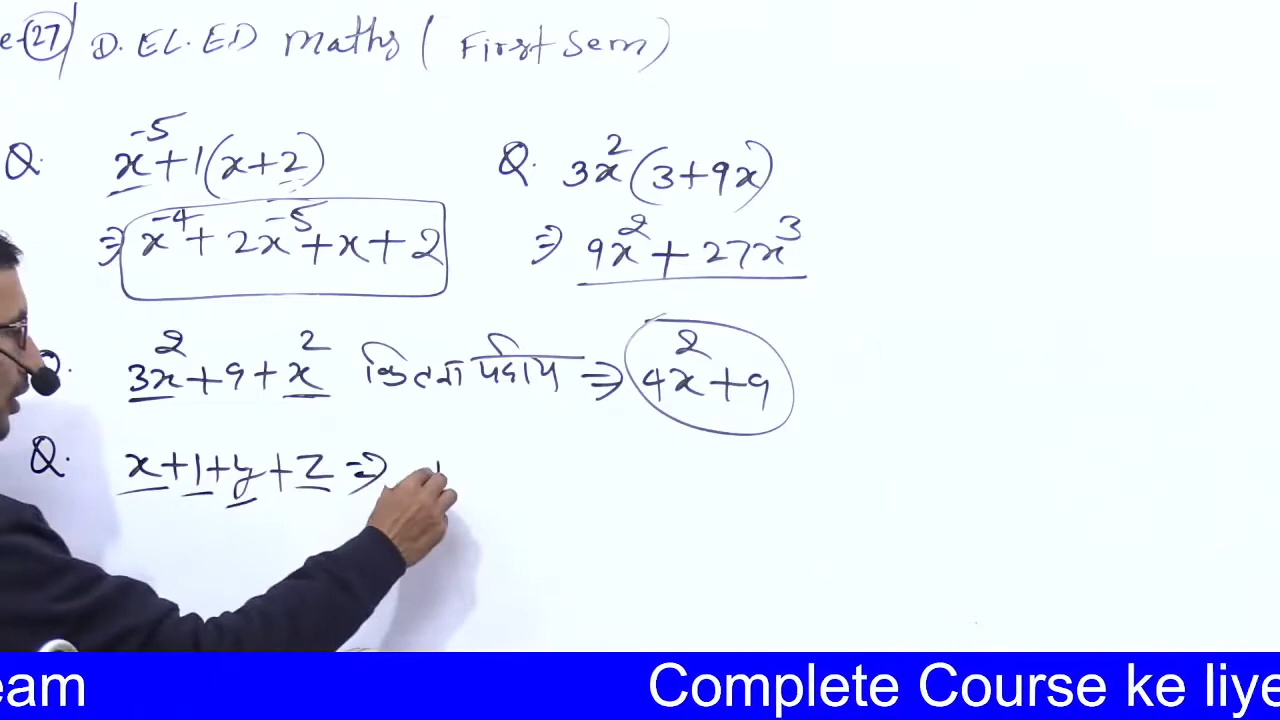 e-27 D.EL.ED Maths (First Sem)
Q. x⁻⁵+1(x+2)
⇒ x⁻⁴+2x⁻⁵+x+2
Q. 3x²(3+9x)
⇒ 9x²+27x³
3x²+9+x² कितना पद ⇒ 4x²+9
Q. x+1+y+z ⇒
eam Complete Course ke liye